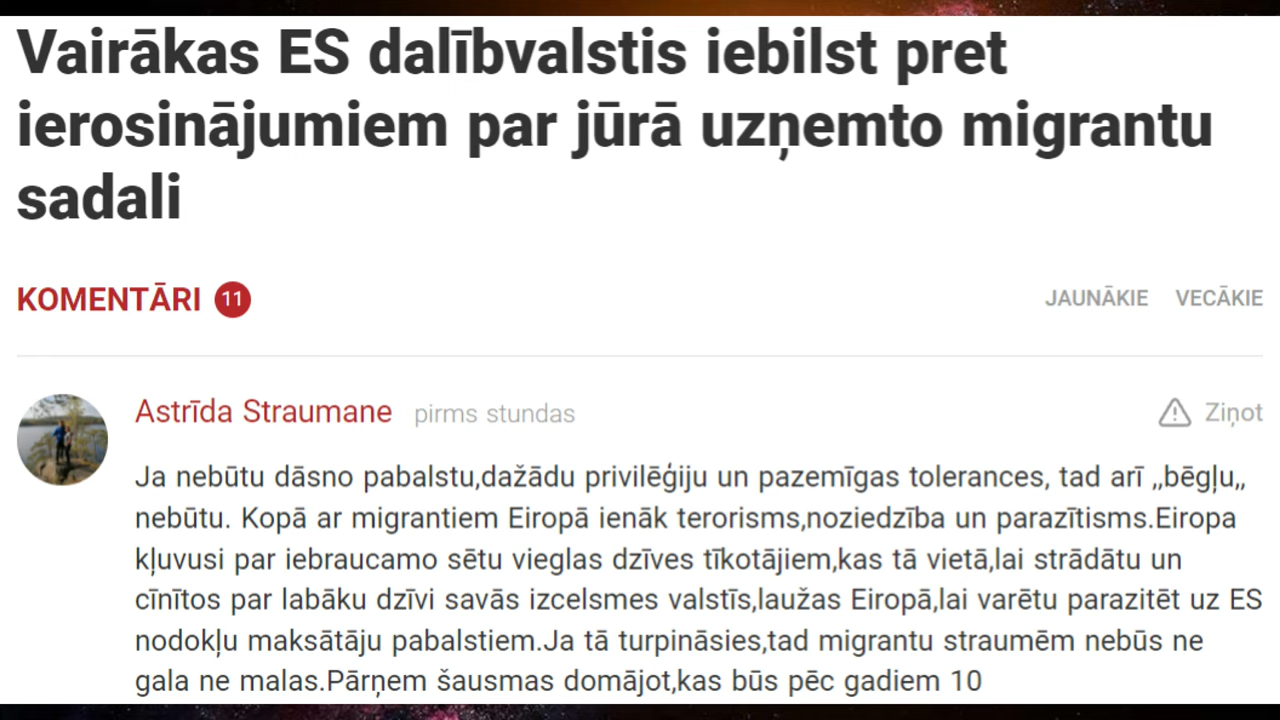 Vairākas ES dalībvalstis iebilst pret
ierosinājumiem par jūrā uzņemto migrantu
sadali
KOMENTĀRI 11
JAUNĀKIE VECĀKIE
Astrīda Straumane pirms stundas
Ziņot
Ja nebūtu dāsno pabalstu,dažādu privilēģiju un pazemīgas tolerances, tad arī ,,bēgļu,,
nebūtu. Kopā ar migrantiem Eiropā ienāk terorisms,noziedzība un parazītisms.Eiropa
kļuvusi par iebraucamo sētu vieglas dzīves tīkotājiem,kas tā vietā,lai strādātu un
cīnītos par labāku dzīvi savās izcelsmes valstīs,laužas Eiropā,lai varētu parazitēt uz ES
nodokļu maksātāju pabalstiem.Ja tā turpināsies,tad migrantu straumēm nebūs ne
gala ne malas.Pārņem šausmas domājot,kas būs pēc gadiem 10